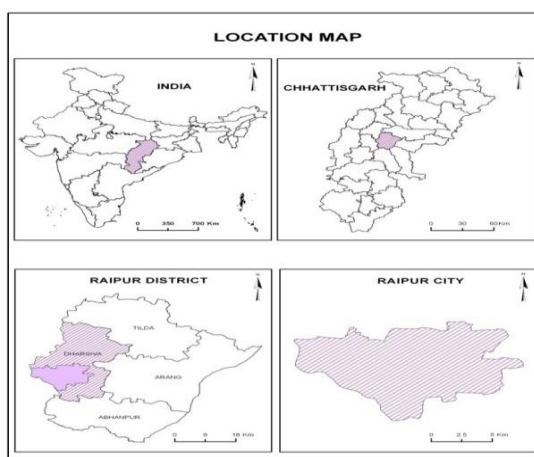 LOCATION MAP
N
INDIA
0 350 700 Km
N
CHHATTISGARH
0 30 60 Km
RAIPUR DISTRICT
N
TILDA
DHARSIVA
ARANG
ABHANPUR
0 9 18 Km
RAIPUR CITY
N
0 2.5 5 Km